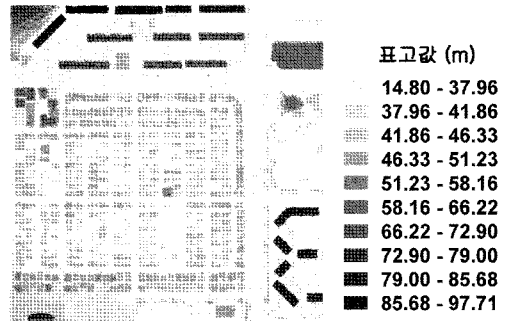 표고값 (m)
14.80 - 37.96
37.96 - 41.86
41.86 - 46.33
46.33 - 51.23
51.23 - 58.16
58.16 - 66.22
66.22 - 72.90
72.90 - 79.00
79.00 - 85.68
85.68 - 97.71